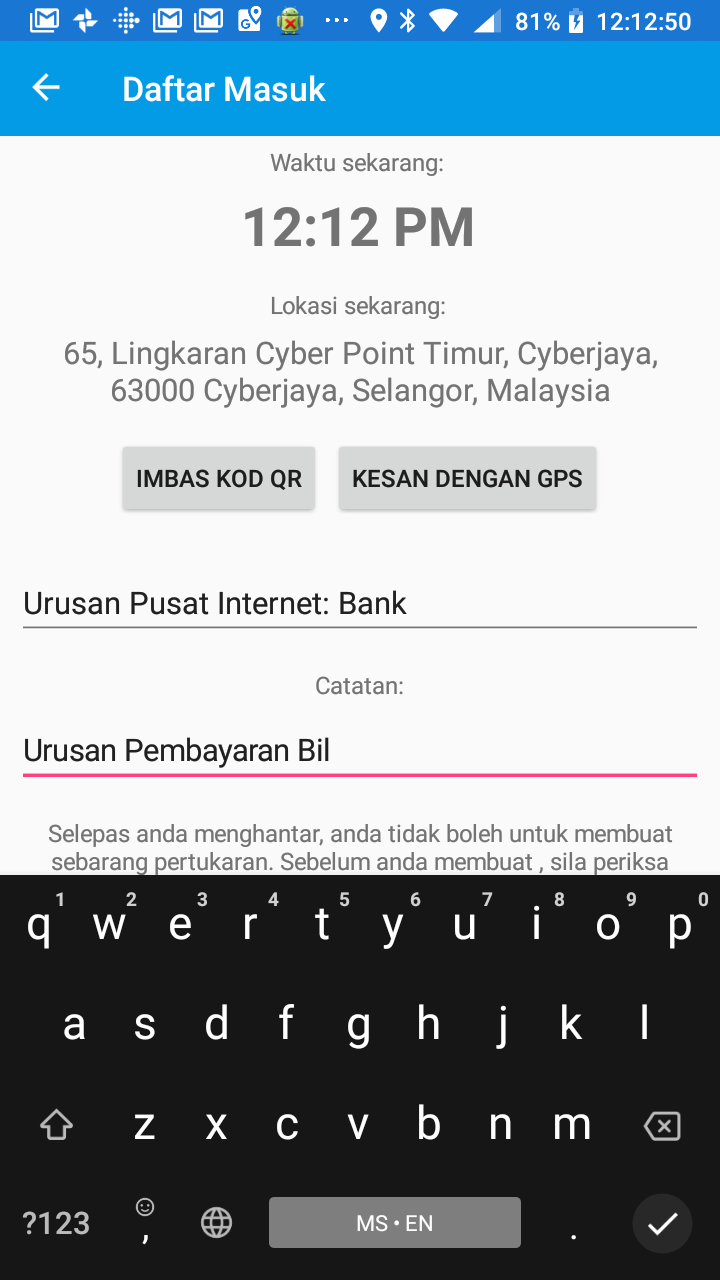 81% 12:12:50
Daftar Masuk
Waktu sekarang:
12:12 PM
Lokasi sekarang:
65, Lingkaran Cyber Point Timur, Cyberjaya,
63000 Cyberjaya, Selangor, Malaysia
IMBAS KOD QR KESAN DENGAN GPS
Urusan Pusat Internet: Bank
Catatan:
Urusan Pembayaran Bil
Selepas anda menghantar, anda tidak boleh untuk membuat
sebarang pertukaran. Sebelum anda membuat , sila periksa
1 2 3 4 5 6 7 8 9 0
q w e r t y u i o p
a s d f g h j k l
z x c v b n m
?123 , MS • EN .